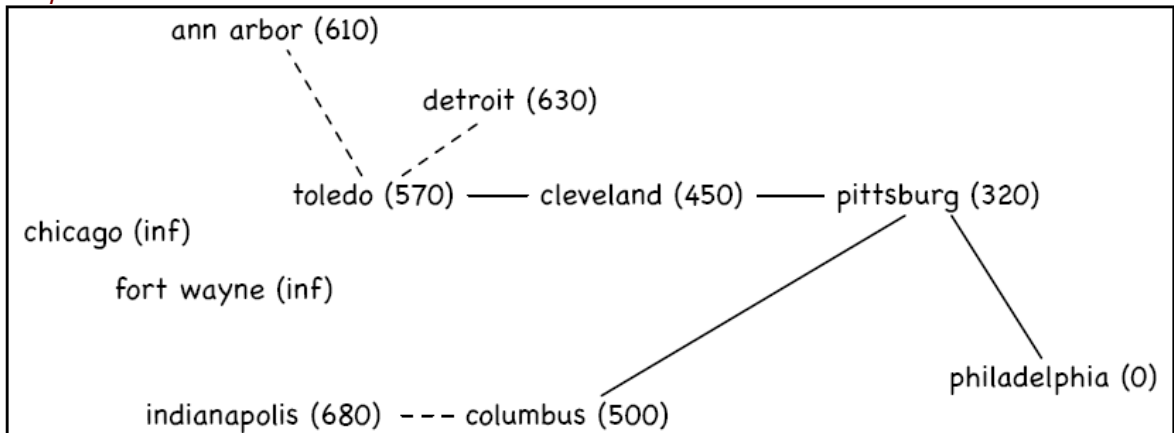 ann arbor (610)
detroit (630)
toledo (570) cleveland (450) pittsburg (320)
chicago (inf)
fort wayne (inf)
philadelphia (0)
indianapolis (680) columbus (500)